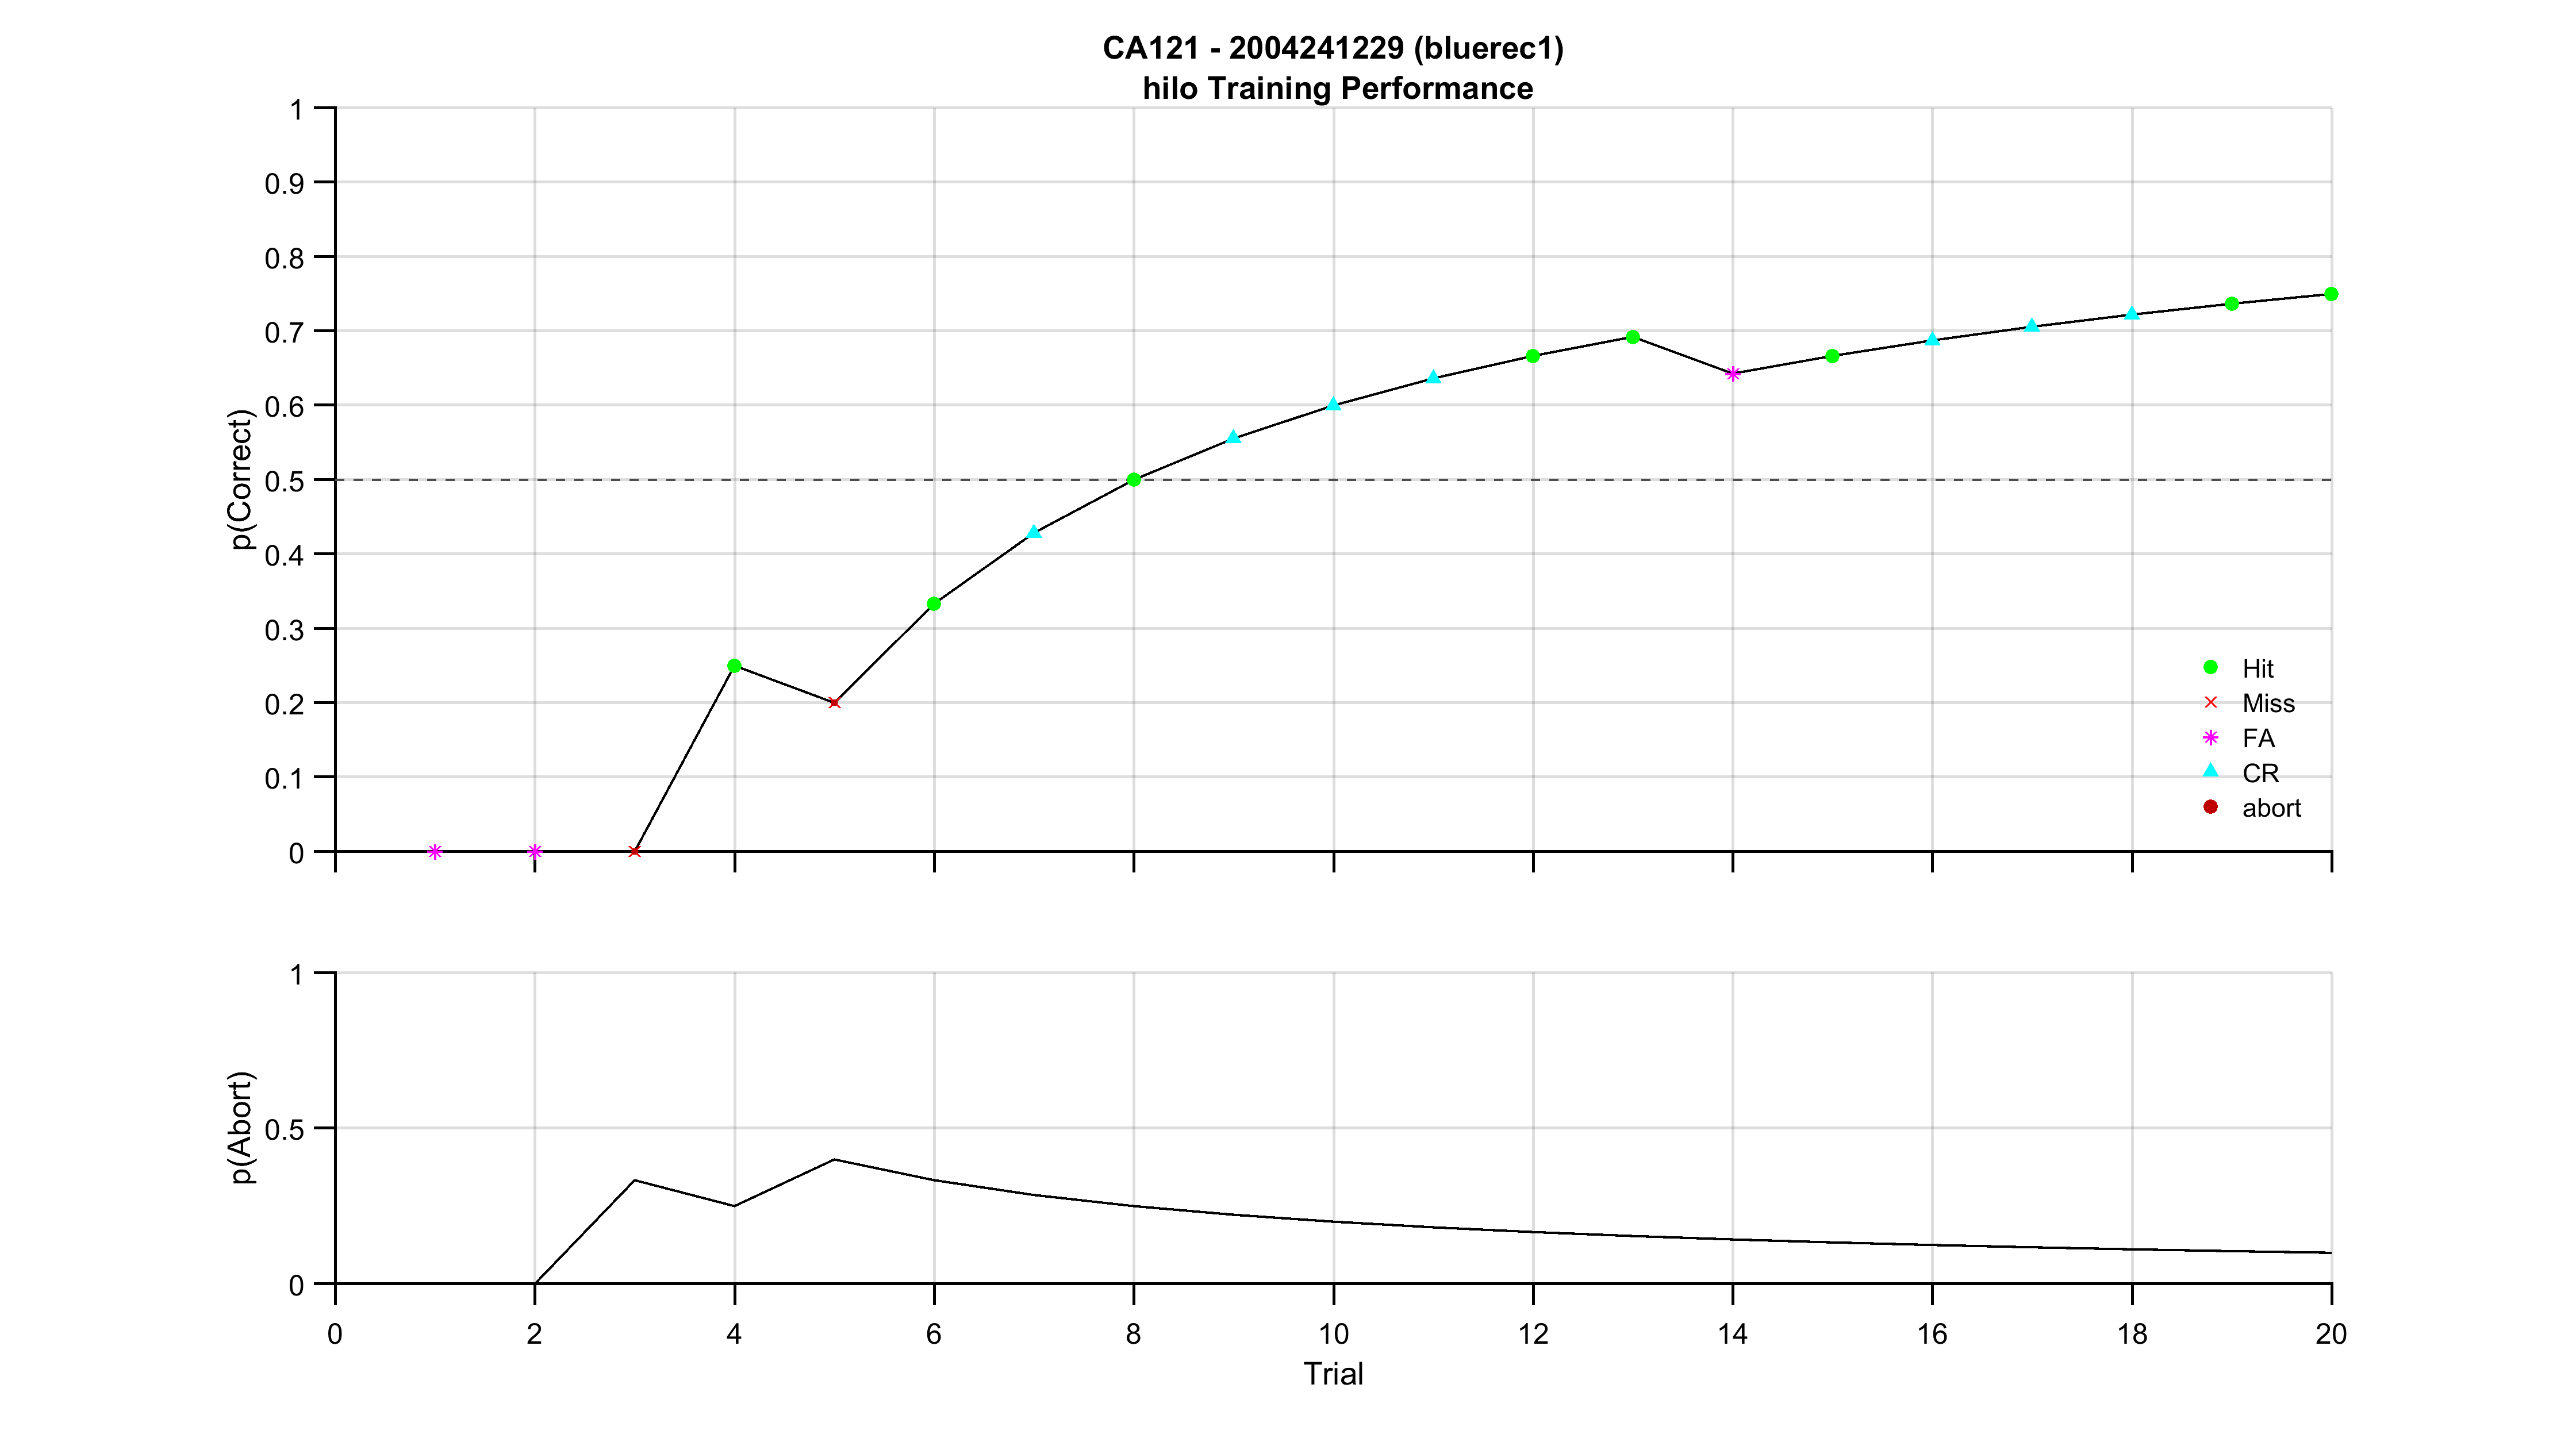 CA121 - 2004241229 (bluerec1)
hilo Training Performance
1
0.9
0.8
0.7
0.6
0.5
0.4
0.3
0.2
0.1
0
p(Correct)
Hit
Miss
FA
CR
abort
1
0.5
0
p(Abort)
0 2 4 6 8 10 12 14 16 18 20
Trial